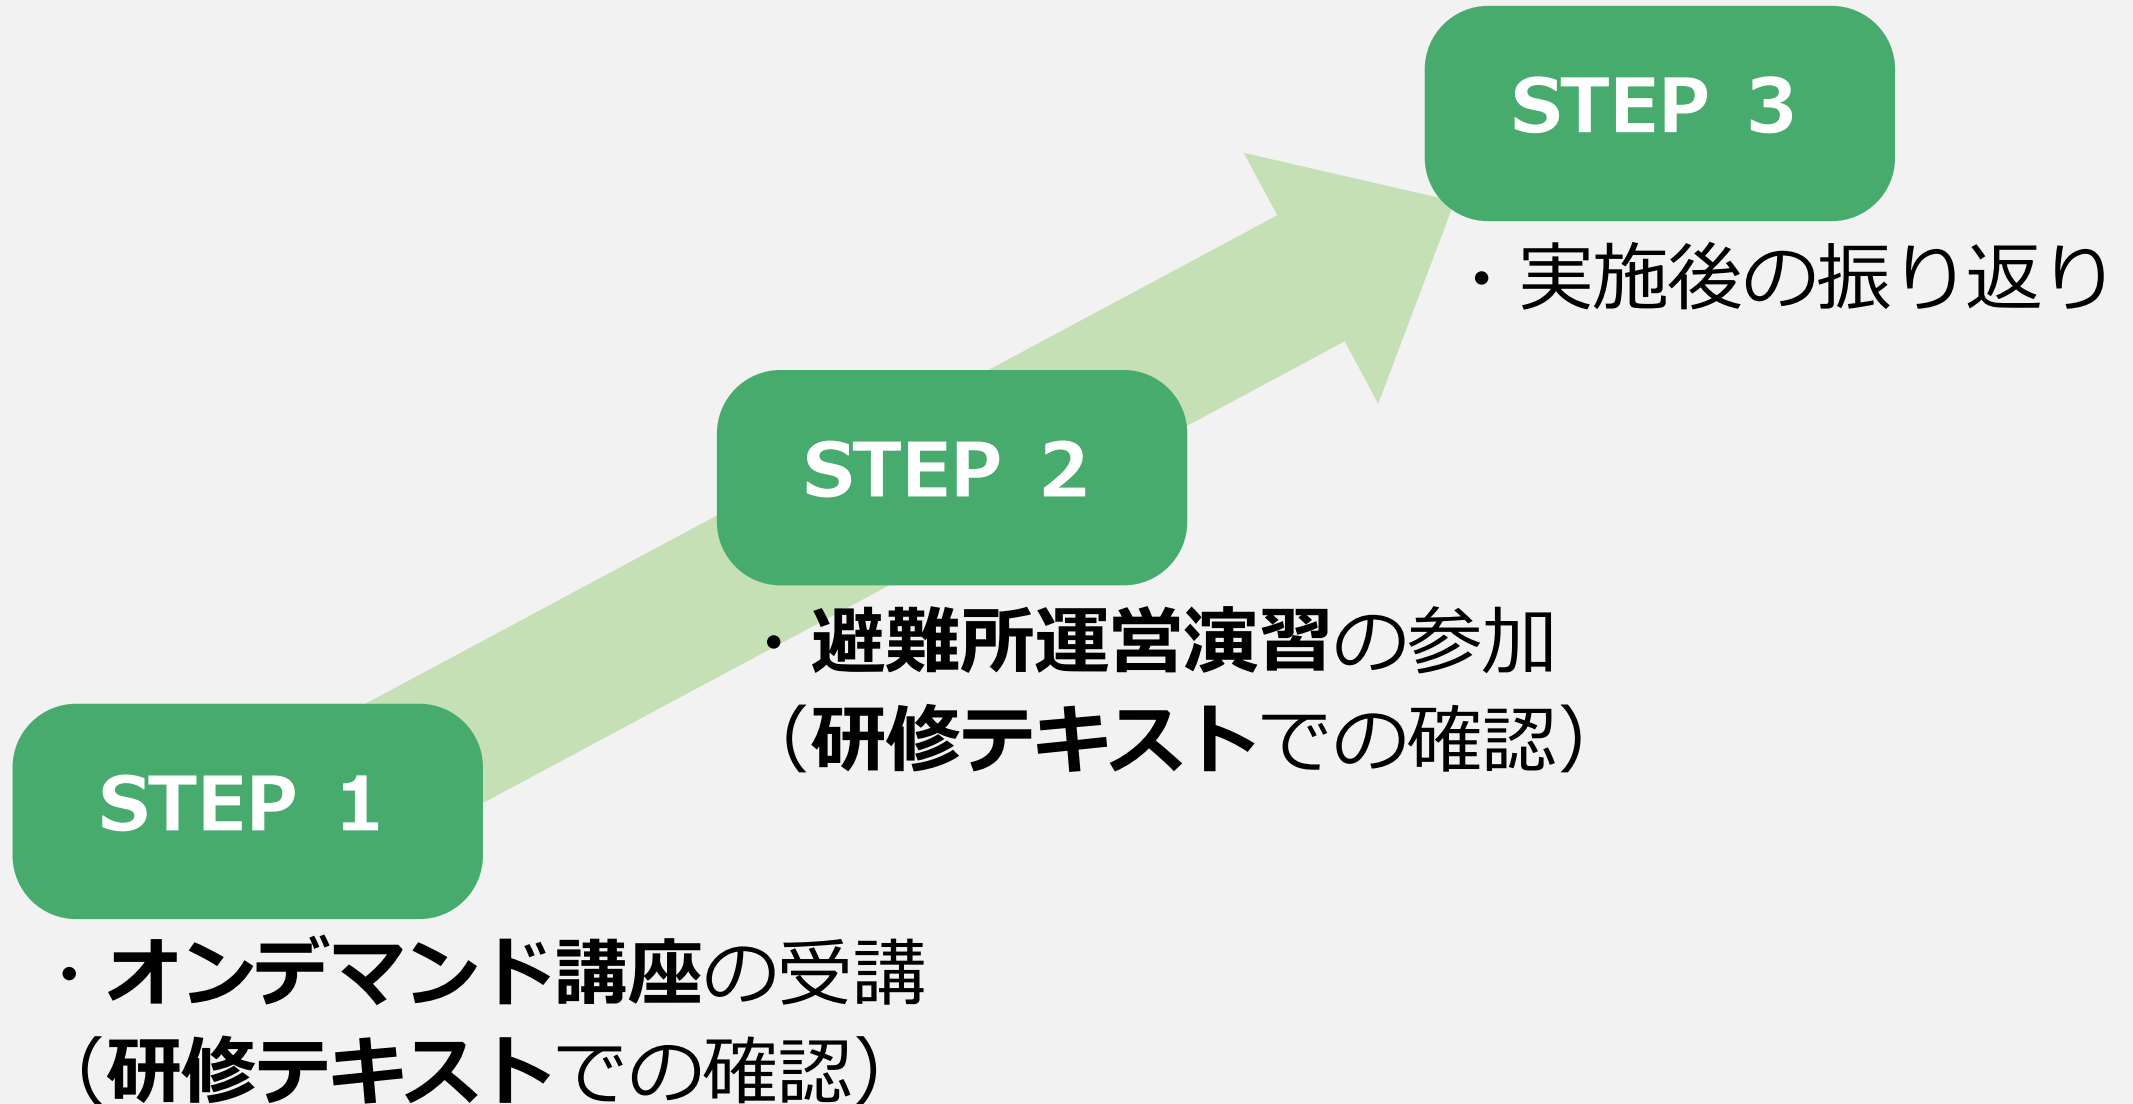 STEP 3
・実施後の振り返り
STEP 2
・避難所運営演習の参加
（研修テキストでの確認）
STEP 1
・オンデマンド講座の受講
（研修テキストでの確認）